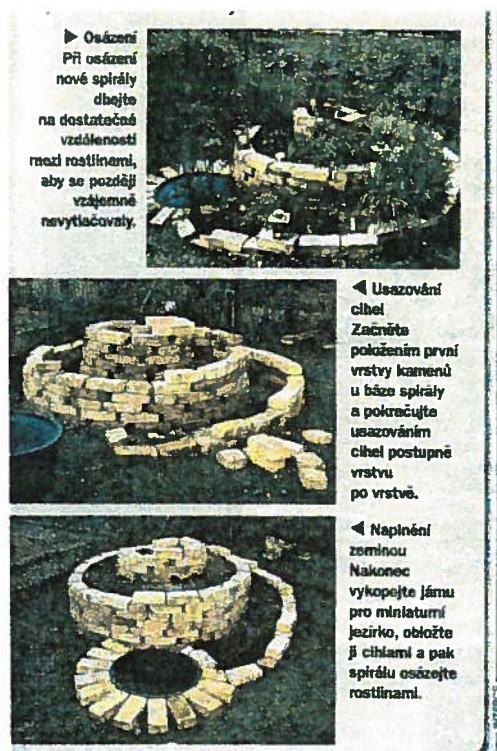 ▶ Osázení
Při osázení
nové spirály
dbejte
na dostatečné
vzdálenosti
mezi rostlinami,
aby se později
vzájemně
nevytlačovaly.
◀ Usazování
cihel
Začněte
položením první
vrstvy kamenů
u báze spirály
a pokračujte
usazováním
cihel postupně
vrstvu
po vrstvě.
◀ Naplnění
zeminou
Nakonec
vykopejte jámu
pro miniaturní
jezírko, obložte
ji cihlami a pak
spirálu osázejte
rostlinami.